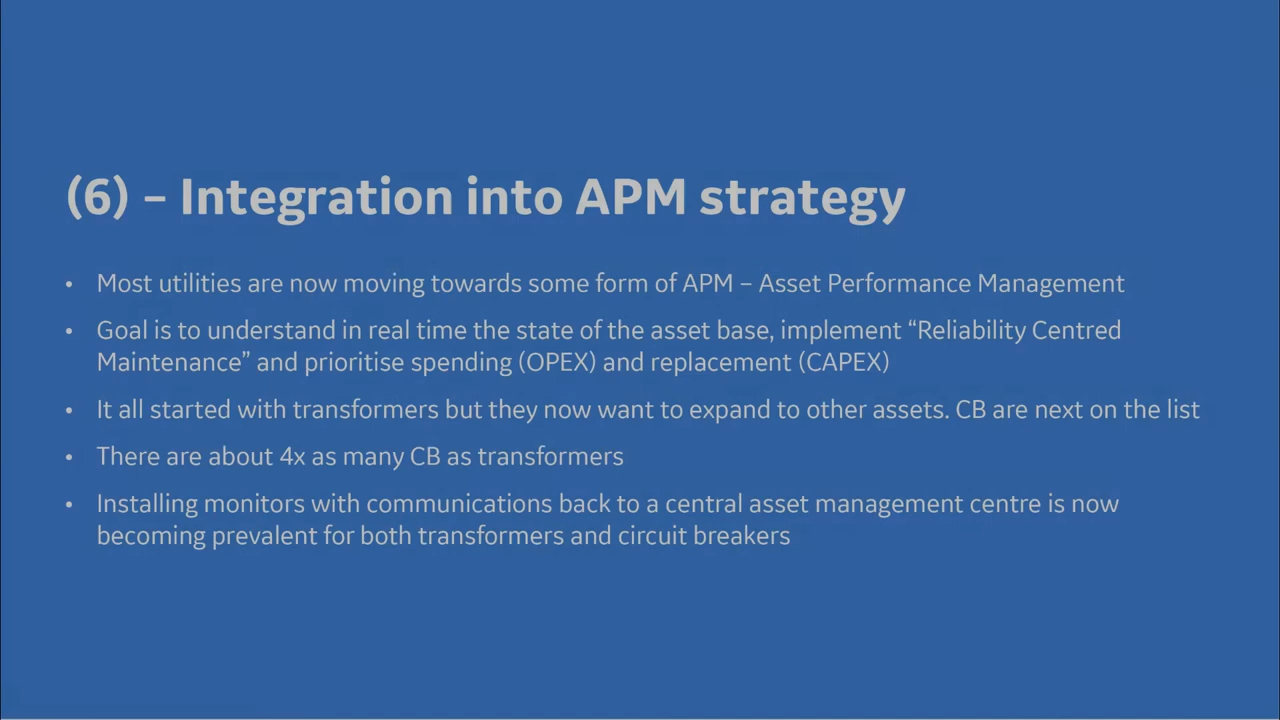 (6) – Integration into APM strategy
• Most utilities are now moving towards some form of APM – Asset Performance Management
• Goal is to understand in real time the state of the asset base, implement “Reliability Centred
Maintenance” and prioritise spending (OPEX) and replacement (CAPEX)
• It all started with transformers but they now want to expand to other assets. CB are next on the list
• There are about 4x as many CB as transformers
• Installing monitors with communications back to a central asset management centre is now
becoming prevalent for both transformers and circuit breakers